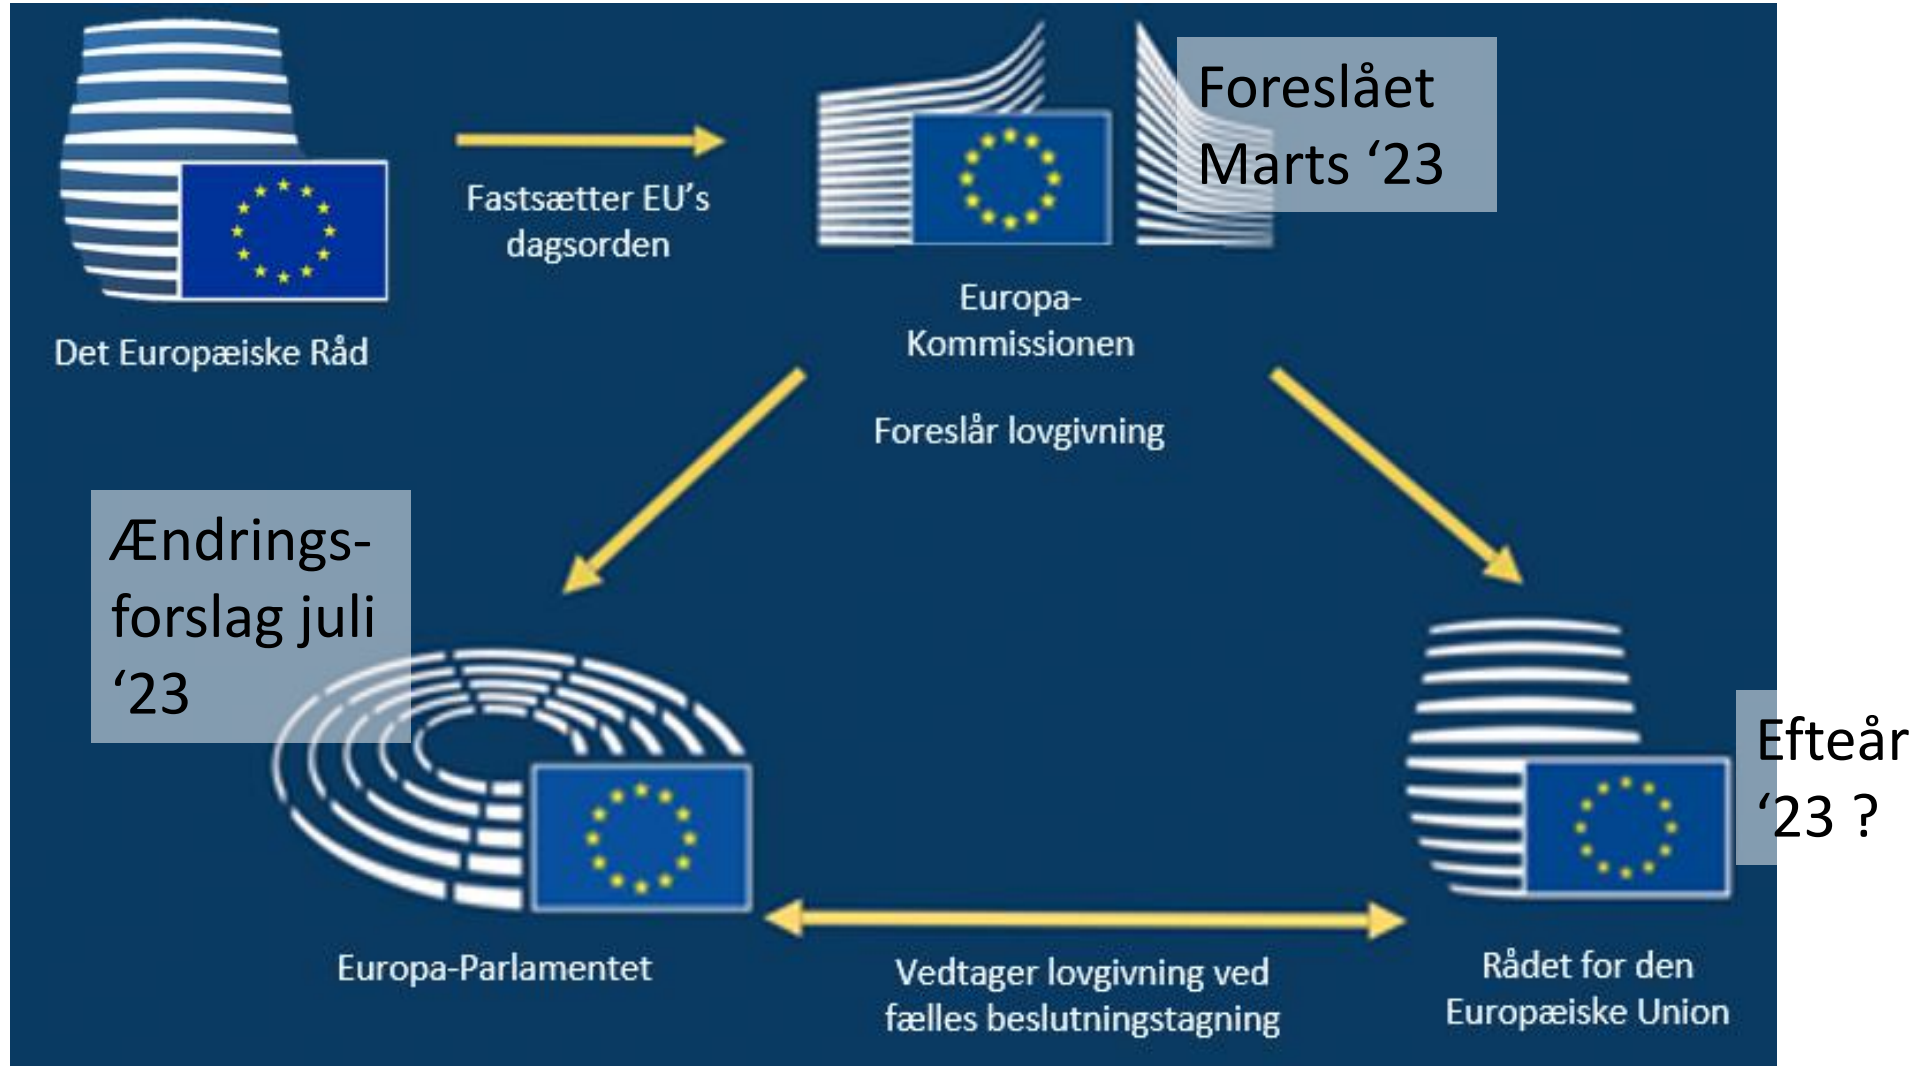 Foreslået
Marts ‘23
Fastsætter EU’s
dagsorden
Det Europæiske Råd
Europa-
Kommissionen
Foreslår lovgivning
Ændrings-
forslag juli
‘23
Efteår
‘23 ?
Europa-Parlamentet
Vedtager lovgivning ved
fælles beslutningstagning
Rådet for den
Europæiske Union